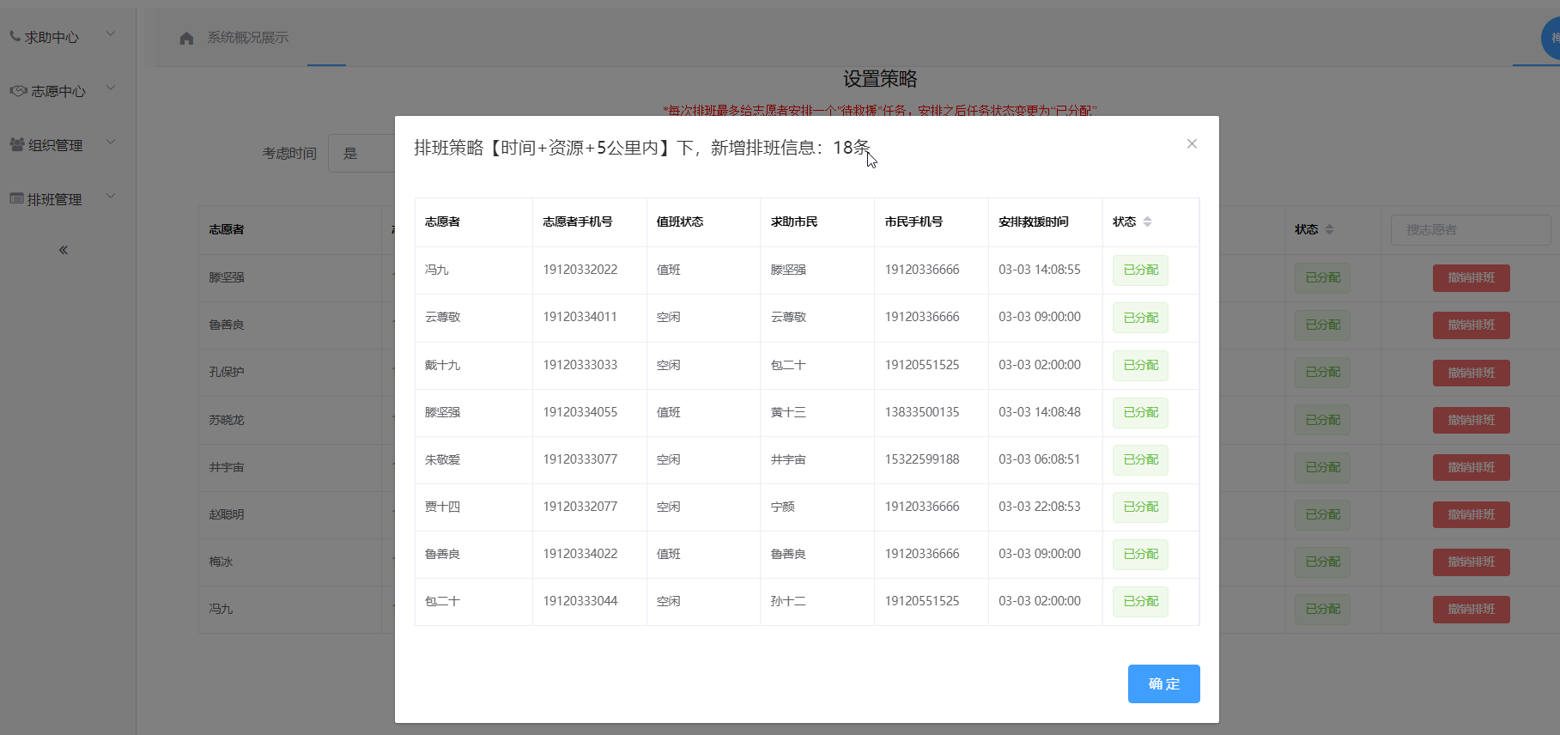 求助中心
志愿中心
组织管理
排班管理
«
系统概况展示
设置策略
*每次排班最多给志愿者安排一个"待救援"任务，安排之后任务状态变更为"已分配"
考虑时间 是
志愿者 状态 搜志愿者
滕坚强 已分配 撤销排班
鲁善良 已分配 撤销排班
孔保护 已分配 撤销排班
苏晓龙 已分配 撤销排班
井宇宙 已分配 撤销排班
赵聪明 已分配 撤销排班
梅冰 已分配 撤销排班
冯九 已分配 撤销排班
排班策略【时间+资源+5公里内】下，新增排班信息：18条
志愿者 志愿者手机号 值班状态 求助市民 市民手机号 安排救援时间 状态
冯九 19120332022 值班 滕坚强 19120336666 03-03 14:08:55 已分配
云尊敬 19120334011 空闲 云尊敬 19120336666 03-03 09:00:00 已分配
戴十九 19120333033 空闲 包二十 19120551525 03-03 02:00:00 已分配
滕坚强 19120334055 值班 黄十三 13833500135 03-03 14:08:48 已分配
朱敬爱 19120333077 空闲 井宇宙 15322599188 03-03 06:08:51 已分配
贾十四 19120332077 空闲 宁颜 19120336666 03-03 22:08:53 已分配
鲁善良 19120334022 值班 鲁善良 19120336666 03-03 09:00:00 已分配
包二十 19120333044 空闲 孙十二 19120551525 03-03 02:00:00 已分配
确 定